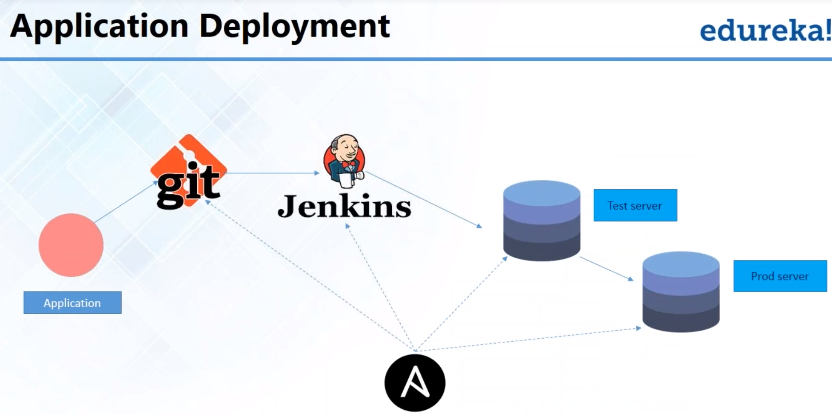 Application Deployment
edureka!
git
Jenkins
Test server
Prod server
Application
A